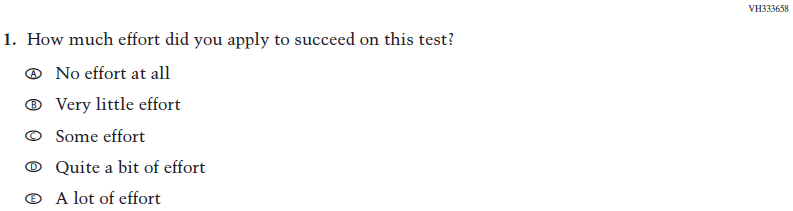 VH333658
1. How much effort did you apply to succeed on this test?
A No effort at all
B Very little effort
C Some effort
D Quite a bit of effort
E A lot of effort